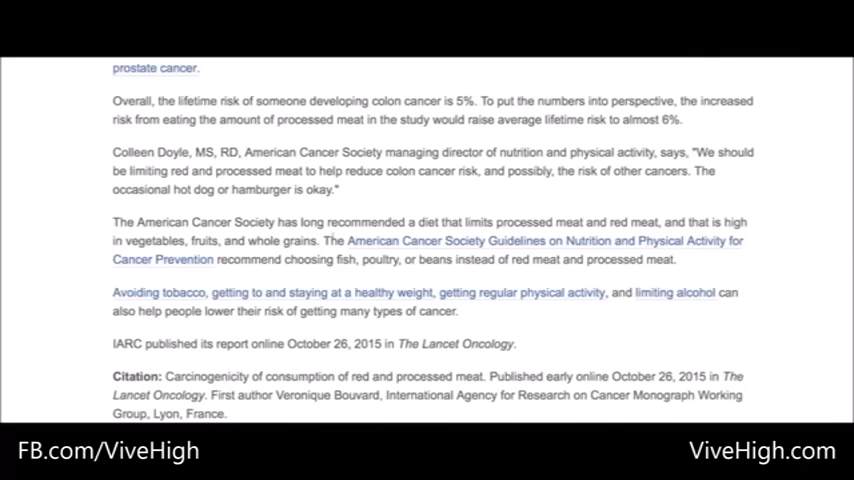 prostate cancer.
Overall, the lifetime risk of someone developing colon cancer is 5%. To put the numbers into perspective, the increased
risk from eating the amount of processed meat in the study would raise average lifetime risk to almost 6%.
Colleen Doyle, MS, RD, American Cancer Society managing director of nutrition and physical activity, says, "We should
be limiting red and processed meat to help reduce colon cancer risk, and possibly, the risk of other cancers. The
occasional hot dog or hamburger is okay."
The American Cancer Society has long recommended a diet that limits processed meat and red meat, and that is high
in vegetables, fruits, and whole grains. The American Cancer Society Guidelines on Nutrition and Physical Activity for
Cancer Prevention recommend choosing fish, poultry, or beans instead of red meat and processed meat.
Avoiding tobacco, getting to and staying at a healthy weight, getting regular physical activity, and limiting alcohol can
also help people lower their risk of getting many types of cancer.
IARC published its report online October 26, 2015 in The Lancet Oncology.
Citation: Carcinogenicity of consumption of red and processed meat. Published early online October 26, 2015 in The
Lancet Oncology. First author Veronique Bouvard, International Agency for Research on Cancer Monograph Working
Group, Lyon, France.
FB.com/ViveHigh
ViveHigh.com